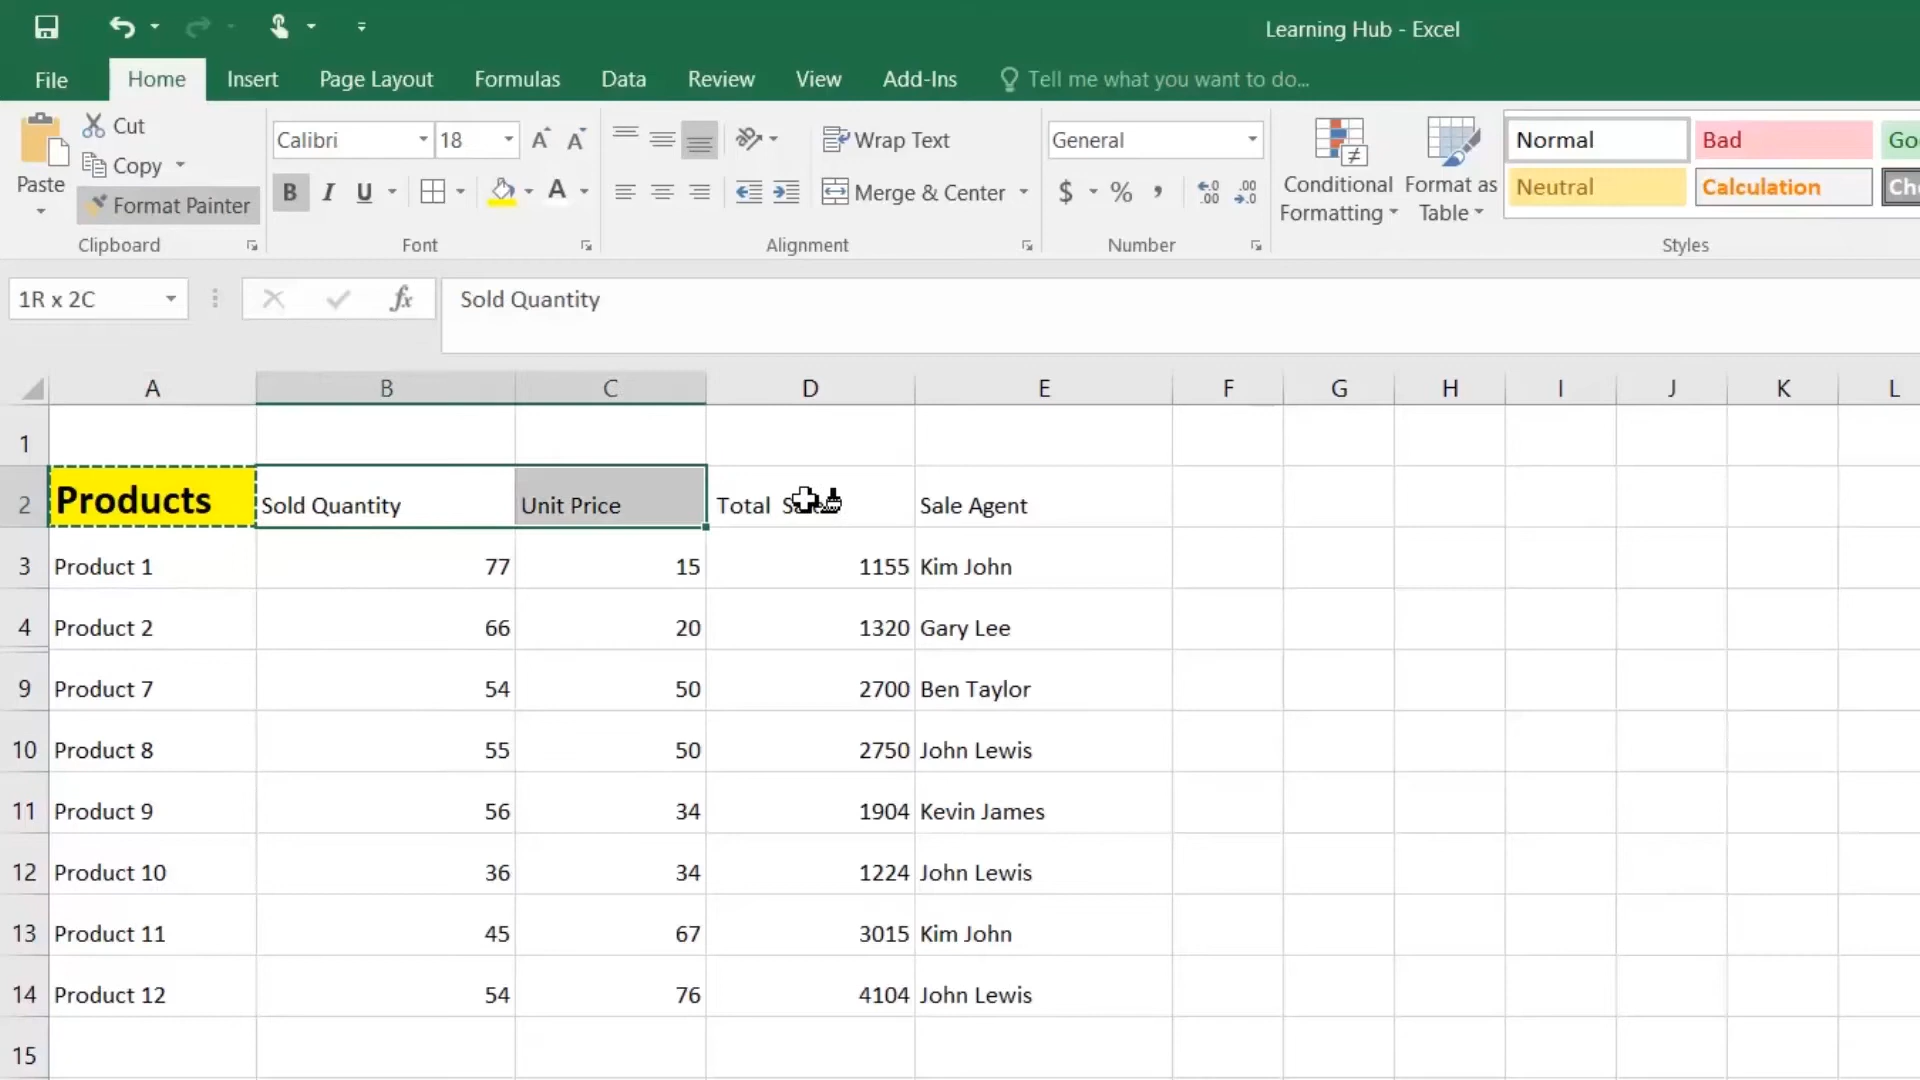 Learning Hub - Excel
File Home Insert Page Layout Formulas Data Review View Add-Ins Tell me what you want to do...
Paste
Cut
Copy
Format Painter
Clipboard
Calibri 18 A A
B I U A
Font
Wrap Text
Merge & Center
Alignment
General
$ % , .0 .00 .00 .0
Number
Conditional Formatting
Format as Table
Normal Bad
Neutral Calculation
Styles
1R x 2C fx Sold Quantity
A B C D E F G H I J K L
1
2 Products Sold Quantity Unit Price Total Sale Agent
3 Product 1 77 15 1155 Kim John
4 Product 2 66 20 1320 Gary Lee
9 Product 7 54 50 2700 Ben Taylor
10 Product 8 55 50 2750 John Lewis
11 Product 9 56 34 1904 Kevin James
12 Product 10 36 34 1224 John Lewis
13 Product 11 45 67 3015 Kim John
14 Product 12 54 76 4104 John Lewis
15